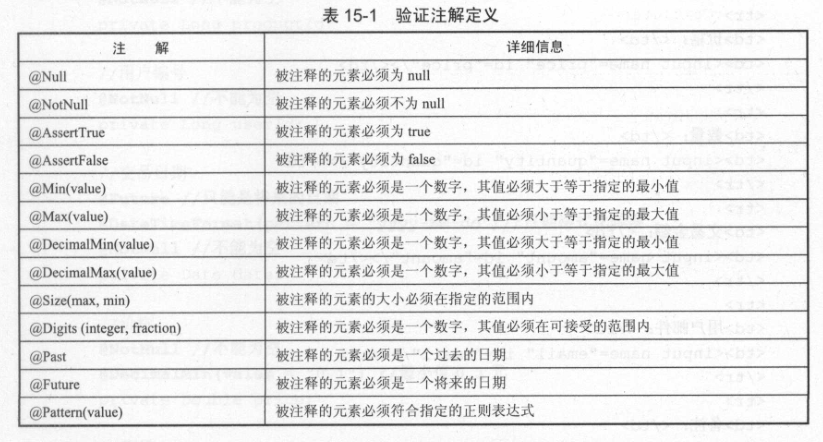 表 15-1 验证注解定义
注 解 详细信息
@Null 被注释的元素必须为 null
@NotNull 被注释的元素必须不为 null
@AssertTrue 被注释的元素必须为 true
@AssertFalse 被注释的元素必须为 false
@Min(value) 被注释的元素必须是一个数字，其值必须大于等于指定的最小值
@Max(value) 被注释的元素必须是一个数字，其值必须小于等于指定的最大值
@DecimalMin(value) 被注释的元素必须是一个数字，其值必须大于等于指定的最小值
@DecimalMax(value) 被注释的元素必须是一个数字，其值必须小于等于指定的最大值
@Size(max, min) 被注释的元素的大小必须在指定的范围内
@Digits (integer, fraction) 被注释的元素必须是一个数字，其值必须在可接受的范围内
@Past 被注释的元素必须是一个过去的日期
@Future 被注释的元素必须是一个将来的日期
@Pattern(value) 被注释的元素必须符合指定的正则表达式